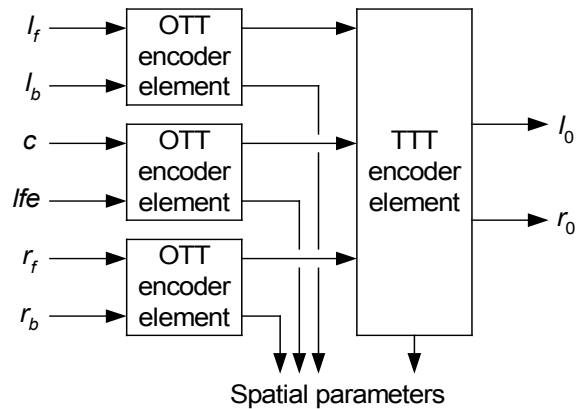 l_f
OTT
encoder
element
l_b
c
OTT
encoder
element
lfe
r_f
OTT
encoder
element
r_b
TTT
encoder
element
l_0
r_0
Spatial parameters